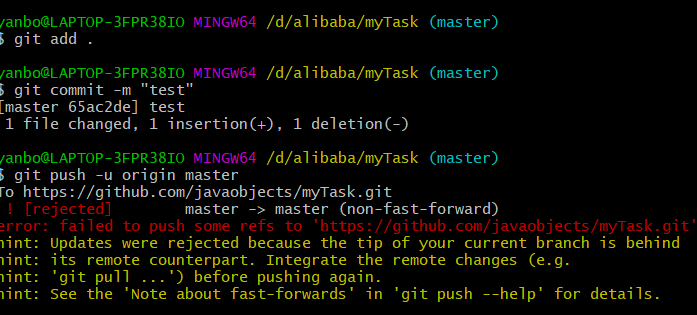 yanbo@LAPTOP-3FPR38IO MINGW64 /d/alibaba/myTask (master)
$ git add .
yanbo@LAPTOP-3FPR38IO MINGW64 /d/alibaba/myTask (master)
$ git commit -m "test"
[master 65ac2de] test
1 file changed, 1 insertion(+), 1 deletion(-)
yanbo@LAPTOP-3FPR38IO MINGW64 /d/alibaba/myTask (master)
$ git push -u origin master
To https://github.com/javaobjects/myTask.git
! [rejected] master -> master (non-fast-forward)
error: failed to push some refs to 'https://github.com/javaobjects/myTask.git'
hint: Updates were rejected because the tip of your current branch is behind
hint: its remote counterpart. Integrate the remote changes (e.g.
hint: 'git pull ...') before pushing again.
hint: See the 'Note about fast-forwards' in 'git push --help' for details.